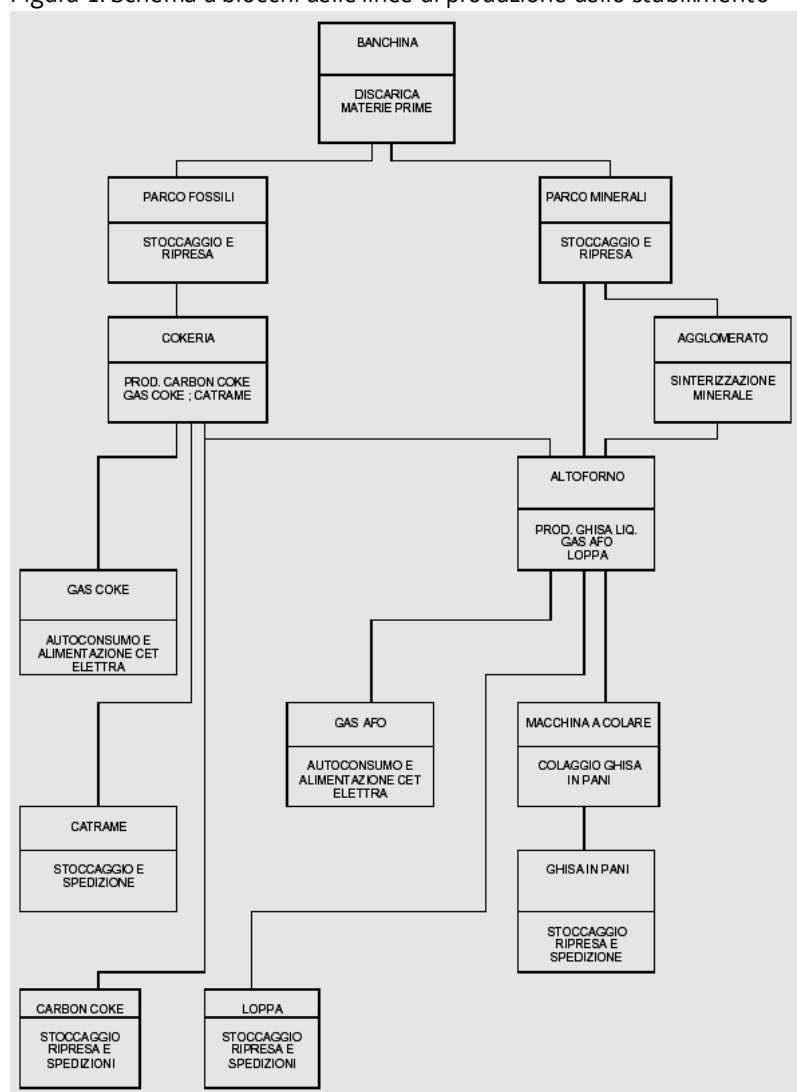 Figura 1. Schema a blocchi delle linee di produzione dello stabilimento
BANCHINA
DISCARICA
MATERIE PRIME
PARCO FOSSILI
STOCCAGGIO E
RIPRESA
PARCO MINERALI
STOCCAGGIO E
RIPRESA
COKERIA
PROD. CARBON COKE
GAS COKE ; CATRAME
AGGLOMERATO
SINTERIZZAZIONE
MINERALE
ALTOFORNO
PROD. GHISA LIQ.
GAS AFO
LOPPA
GAS COKE
AUTOCONSUMO E
ALIMENTAZIONE CET
ELETTRA
GAS AFO
AUTOCONSUMO E
ALIMENTAZIONE CET
ELETTRA
MACCHINA A COLARE
COLAGGIO GHISA
IN PANI
CATRAME
STOCCAGGIO E
SPEDIZIONE
GHISA IN PANI
STOCCAGGIO
RIPRESA E
SPEDIZIONE
CARBON COKE
STOCCAGGIO
RIPRESA E
SPEDIZIONI
LOPPA
STOCCAGGIO
RIPRESA E
SPEDIZIONI